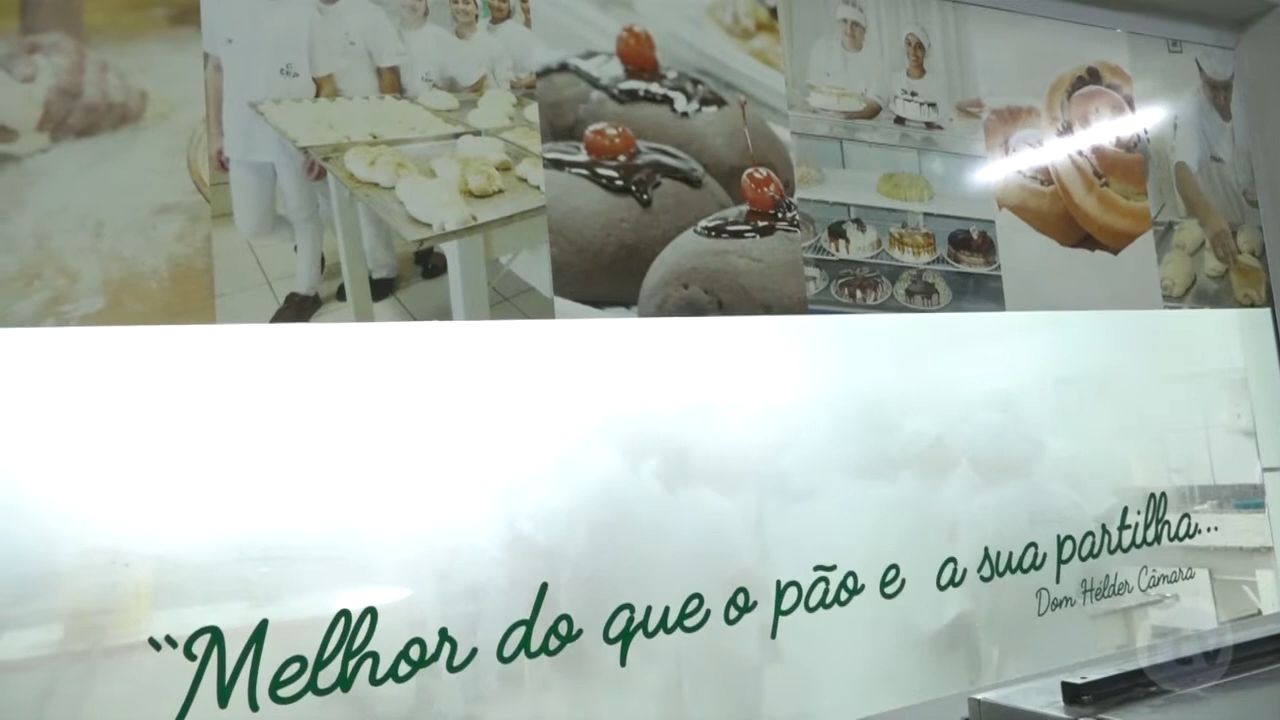 “Melhor do que o pão e a sua partilha...
Dom Hélder Câmara